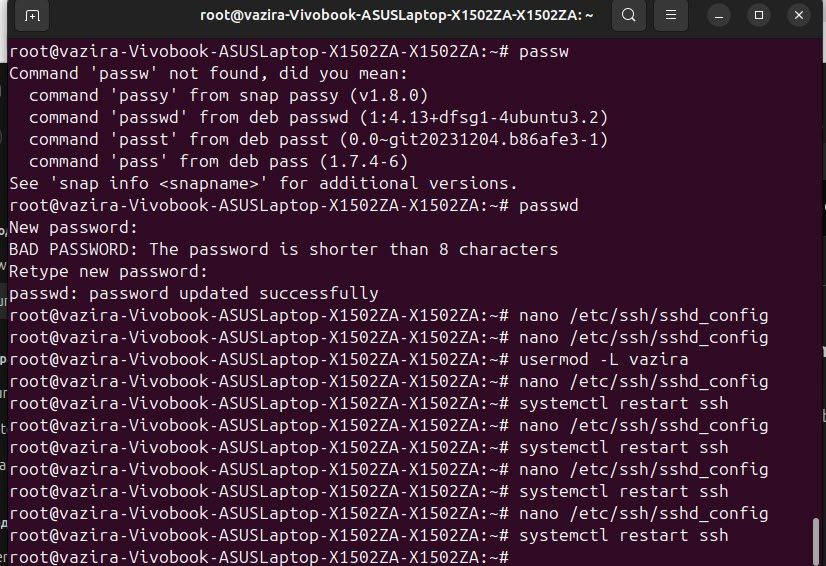 root@vazira-Vivobook-ASUSLaptop-X1502ZA-X1502ZA: ~
root@vazira-Vivobook-ASUSLaptop-X1502ZA-X1502ZA:~# passw
Command 'passw' not found, did you mean:
  command 'passy' from snap passy (v1.8.0)
  command 'passwd' from deb passwd (1:4.13+dfsg1-4ubuntu3.2)
  command 'passt' from deb passt (0.0~git20231204.b86afe3-1)
  command 'pass' from deb pass (1.7.4-6)
See 'snap info <snapname>' for additional versions.
root@vazira-Vivobook-ASUSLaptop-X1502ZA-X1502ZA:~# passwd
New password:
BAD PASSWORD: The password is shorter than 8 characters
Retype new password:
passwd: password updated successfully
root@vazira-Vivobook-ASUSLaptop-X1502ZA-X1502ZA:~# nano /etc/ssh/sshd_config
root@vazira-Vivobook-ASUSLaptop-X1502ZA-X1502ZA:~# nano /etc/ssh/sshd_config
root@vazira-Vivobook-ASUSLaptop-X1502ZA-X1502ZA:~# usermod -L vazira
root@vazira-Vivobook-ASUSLaptop-X1502ZA-X1502ZA:~# nano /etc/ssh/sshd_config
root@vazira-Vivobook-ASUSLaptop-X1502ZA-X1502ZA:~# systemctl restart ssh
root@vazira-Vivobook-ASUSLaptop-X1502ZA-X1502ZA:~# nano /etc/ssh/sshd_config
root@vazira-Vivobook-ASUSLaptop-X1502ZA-X1502ZA:~# systemctl restart ssh
root@vazira-Vivobook-ASUSLaptop-X1502ZA-X1502ZA:~# nano /etc/ssh/sshd_config
root@vazira-Vivobook-ASUSLaptop-X1502ZA-X1502ZA:~# systemctl restart ssh
root@vazira-Vivobook-ASUSLaptop-X1502ZA-X1502ZA:~# nano /etc/ssh/sshd_config
root@vazira-Vivobook-ASUSLaptop-X1502ZA-X1502ZA:~# systemctl restart ssh
root@vazira-Vivobook-ASUSLaptop-X1502ZA-X1502ZA:~#